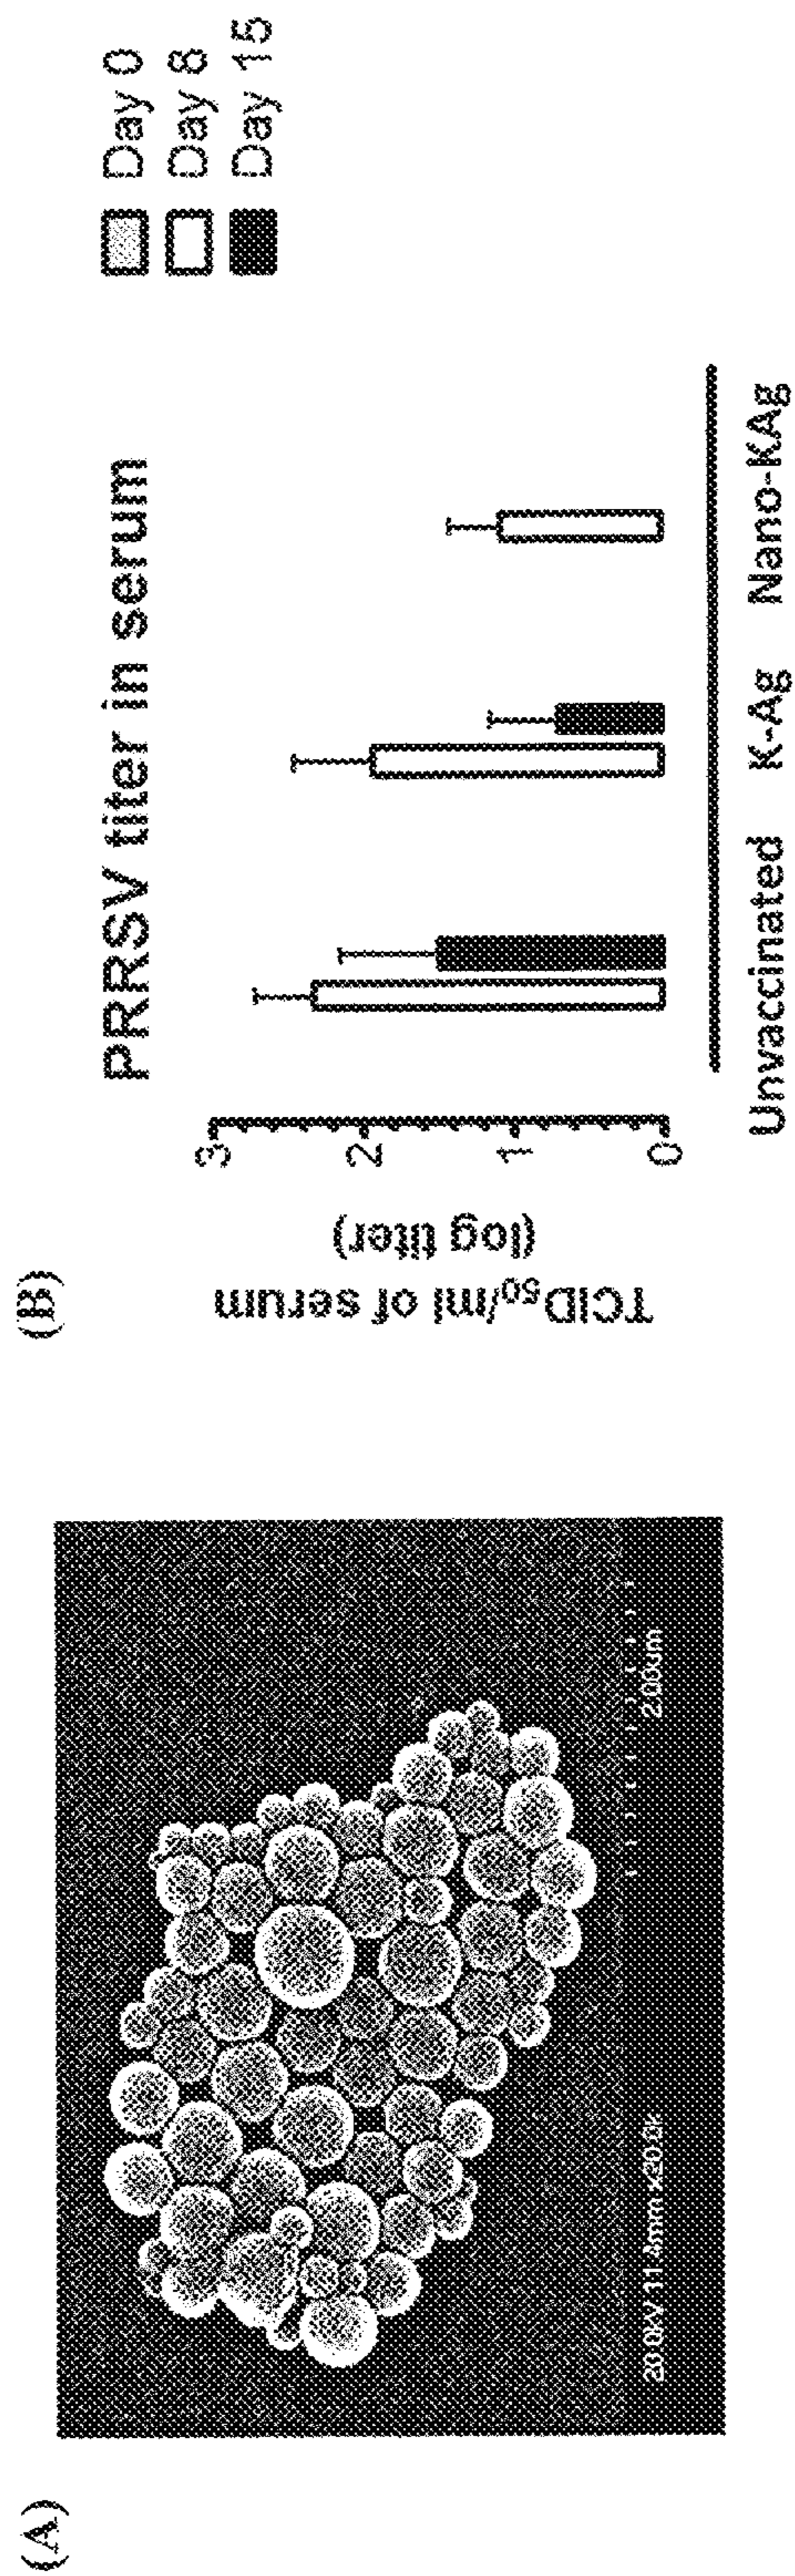 (A)
20.0kV 11.4mm x20.0k 2.00um
(B)
PRRSV titer in serum
Day 0
Day 8
Day 15
TCID50/ml of serum
(log titer)
3
2
1
0
Unvaccinated K-Ag Nano-KAg